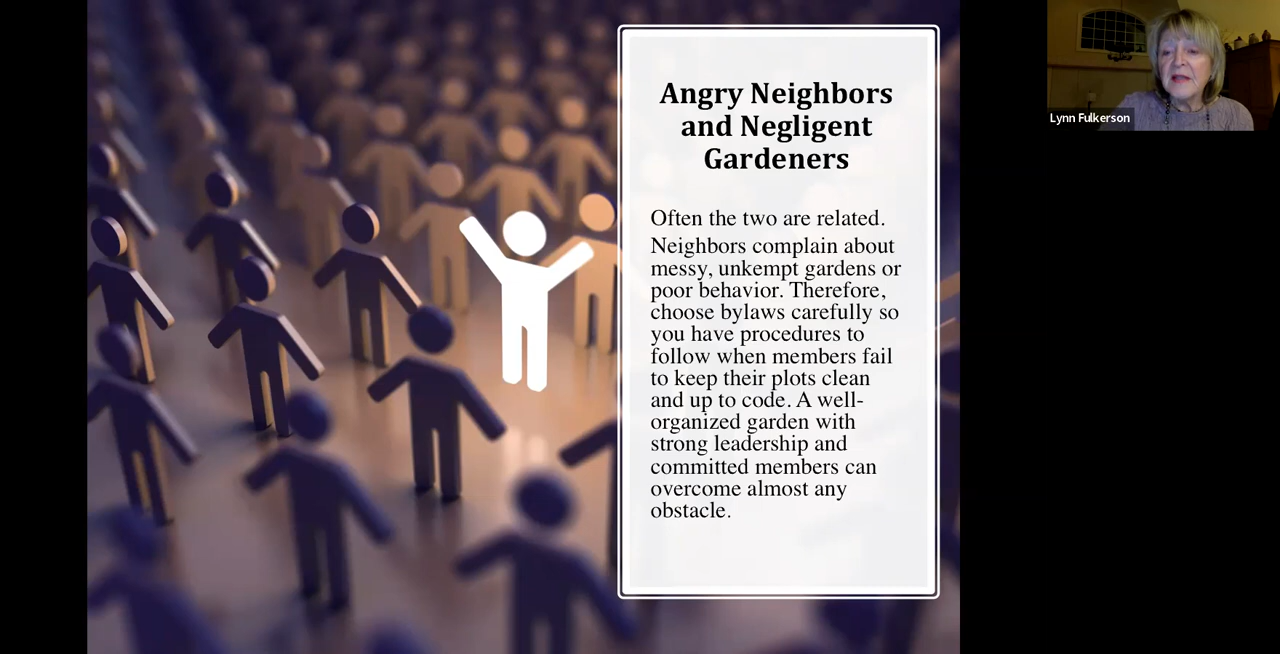 Angry Neighbors
and Negligent
Gardeners
Often the two are related.
Neighbors complain about
messy, unkempt gardens or
poor behavior. Therefore,
choose bylaws carefully so
you have procedures to
follow when members fail
to keep their plots clean
and up to code. A well-
organized garden with
strong leadership and
committed members can
overcome almost any
obstacle.
Lynn Fulkerson